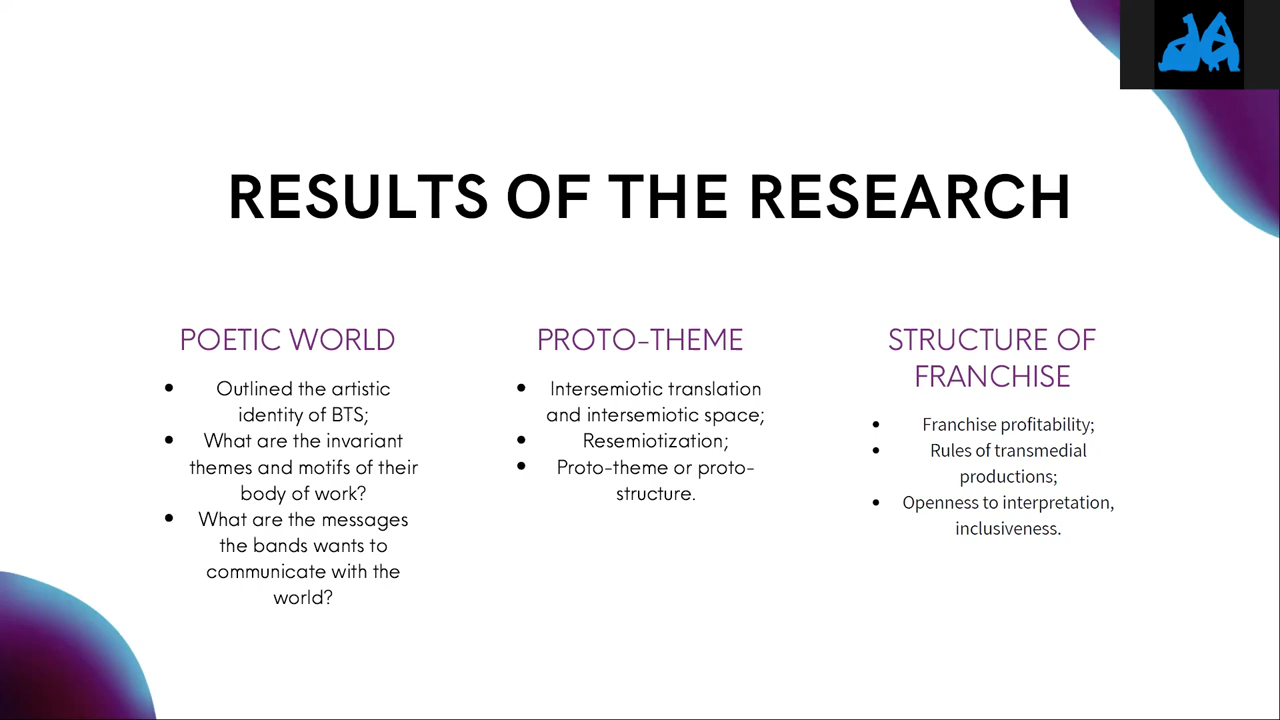 RESULTS OF THE RESEARCH
POETIC WORLD
Outlined the artistic
identity of BTS;
What are the invariant
themes and motifs of their
body of work?
What are the messages
the bands wants to
communicate with the
world?
PROTO-THEME
Intersemiotic translation
and intersemiotic space;
Resemiotization;
Proto-theme or proto-
structure.
STRUCTURE OF
FRANCHISE
Franchise profitability;
Rules of transmedial
productions;
Openness to interpretation,
inclusiveness.